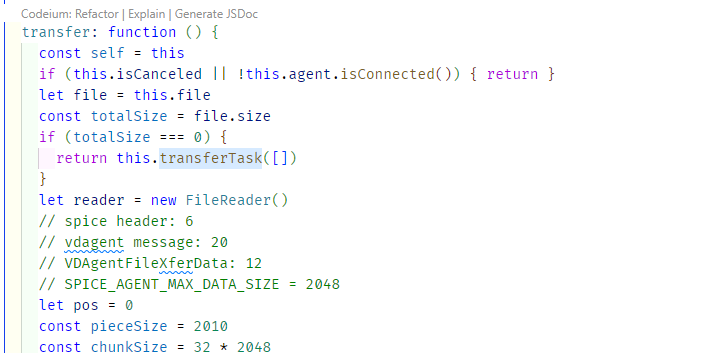 Codeium: Refactor | Explain | Generate JSDoc
transfer: function () {
const self = this
if (this.isCanceled || !this.agent.isConnected()) { return }
let file = this.file
const totalSize = file.size
if (totalSize === 0) {
return this.transferTask([])
}
let reader = new FileReader()
// spice header: 6
// vdagent message: 20
// VDAgentFileXferData: 12
// SPICE_AGENT_MAX_DATA_SIZE = 2048
let pos = 0
const pieceSize = 2010
const chunkSize = 32 * 2048